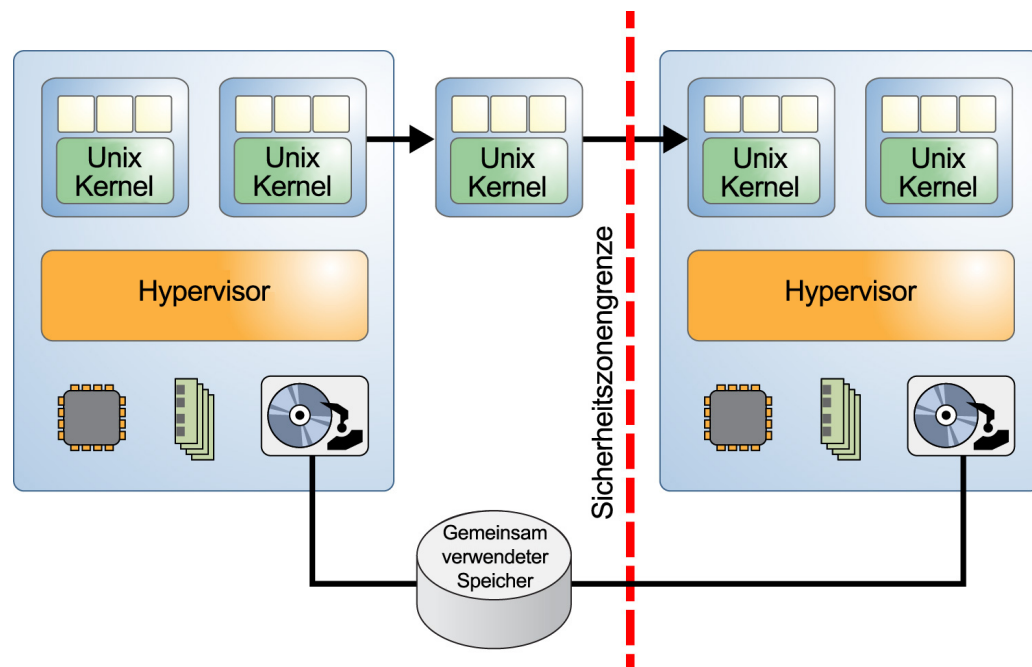 Unix
Kernel
Unix
Kernel
Unix
Kernel
Unix
Kernel
Unix
Kernel
Hypervisor
Hypervisor
Sicherheitszonengrenze
Gemeinsam
verwendeter
Speicher